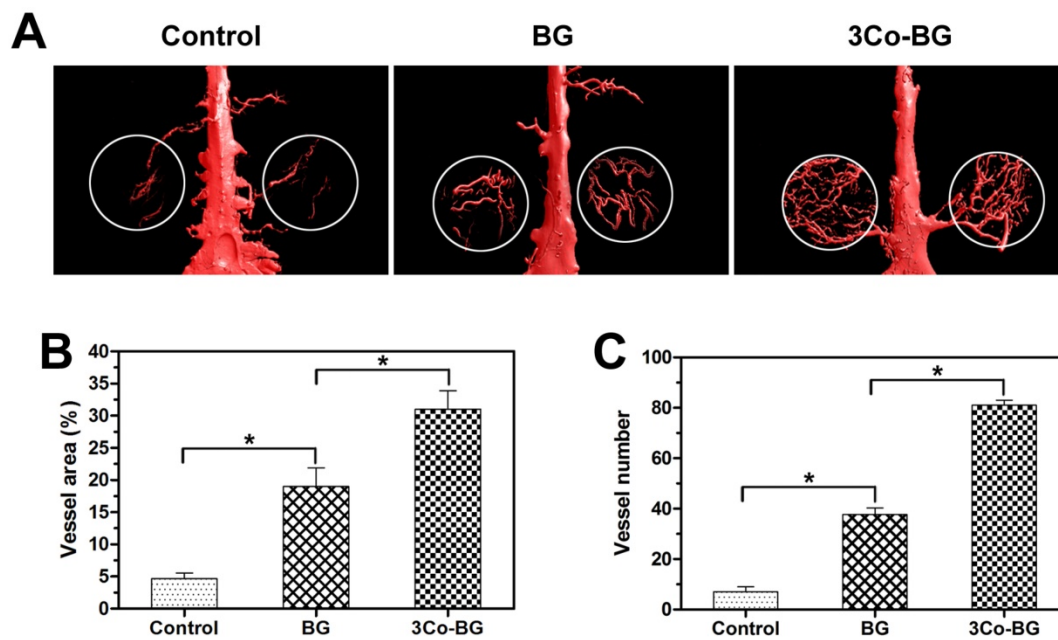 A
Control
BG
3Co-BG
B
Vessel area (%)
40
35
30
25
20
15
10
5
0
*
*
Control
BG
3Co-BG
C
Vessel number
100
80
60
40
20
0
*
*
Control
BG
3Co-BG